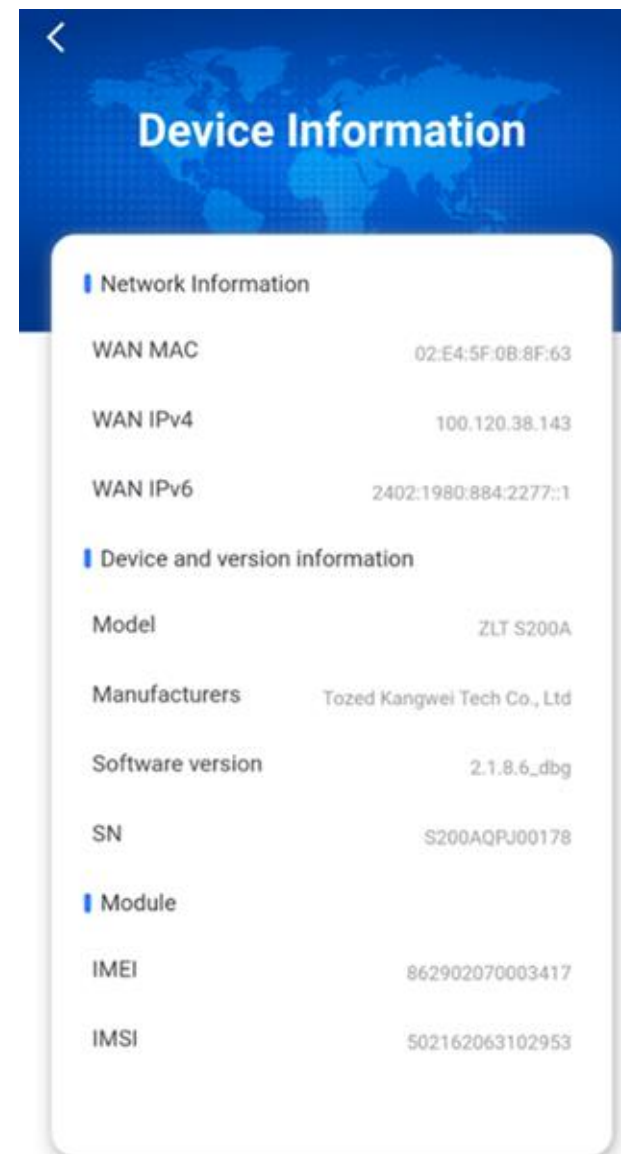 Device Information
Network Information
WAN MAC 02:E4:5F:0B:8F:63
WAN IPv4 100.120.38.143
WAN IPv6 2402:1980:884:2277::1
Device and version information
Model ZLT S200A
Manufacturers Tozed Kangwei Tech Co., Ltd
Software version 2.1.8.6_dbg
SN S200AQPJ00178
Module
IMEI 862902070003417
IMSI 502162063102953